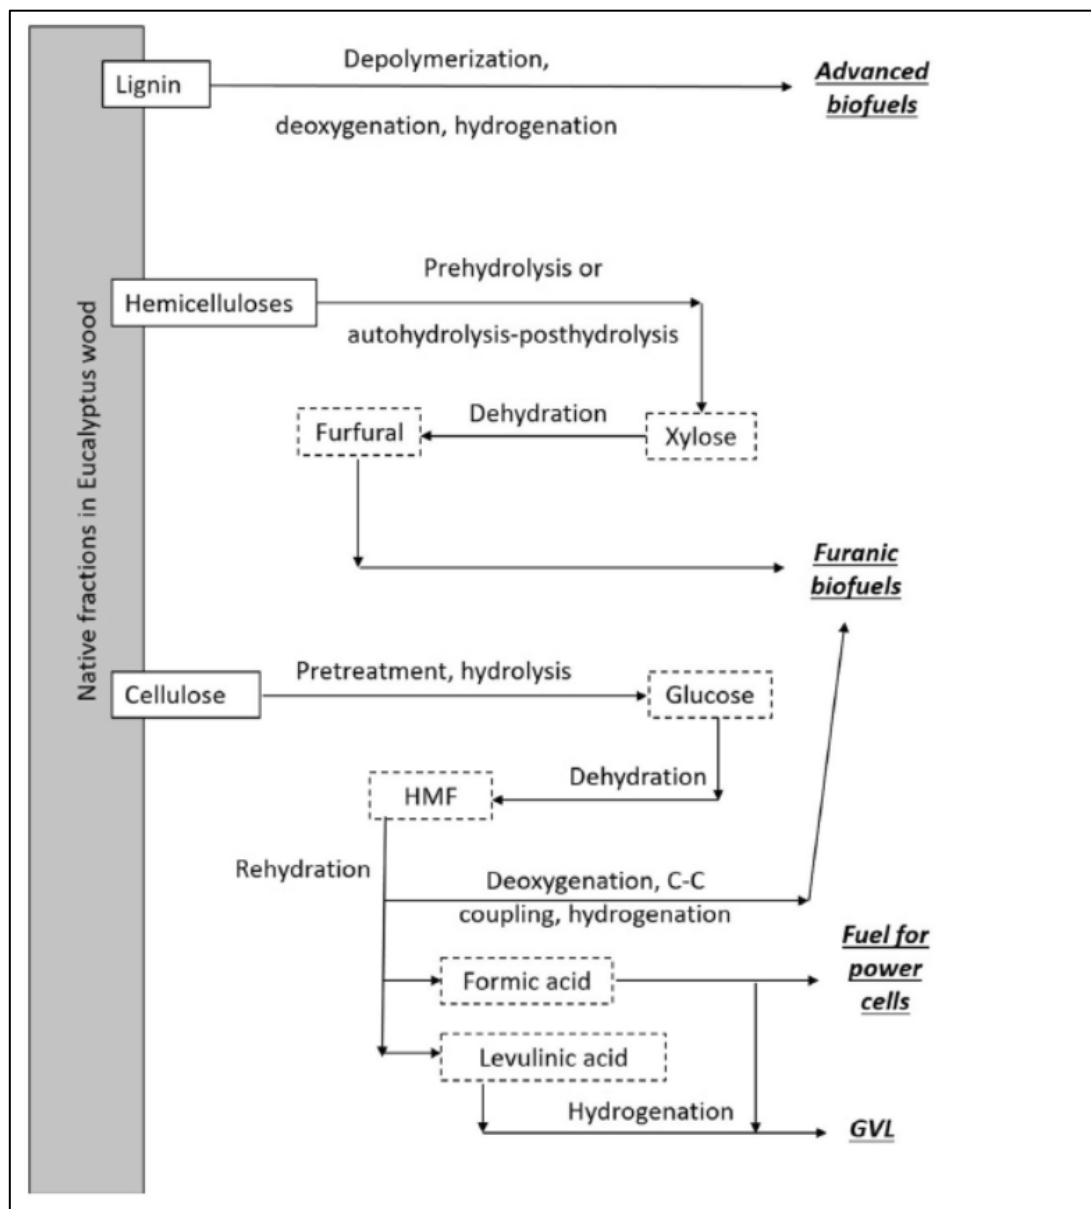 Native fractions in Eucalyptus wood
Lignin
Depolymerization,
deoxygenation, hydrogenation
Advanced
biofuels
Hemicelluloses
Prehydrolysis or
autohydrolysis-posthydrolysis
Xylose
Dehydration
Furfural
Furanic
biofuels
Cellulose
Pretreatment, hydrolysis
Glucose
Dehydration
HMF
Rehydration
Deoxygenation, C-C
coupling, hydrogenation
Formic acid
Fuel for
power
cells
Levulinic acid
Hydrogenation
GVL